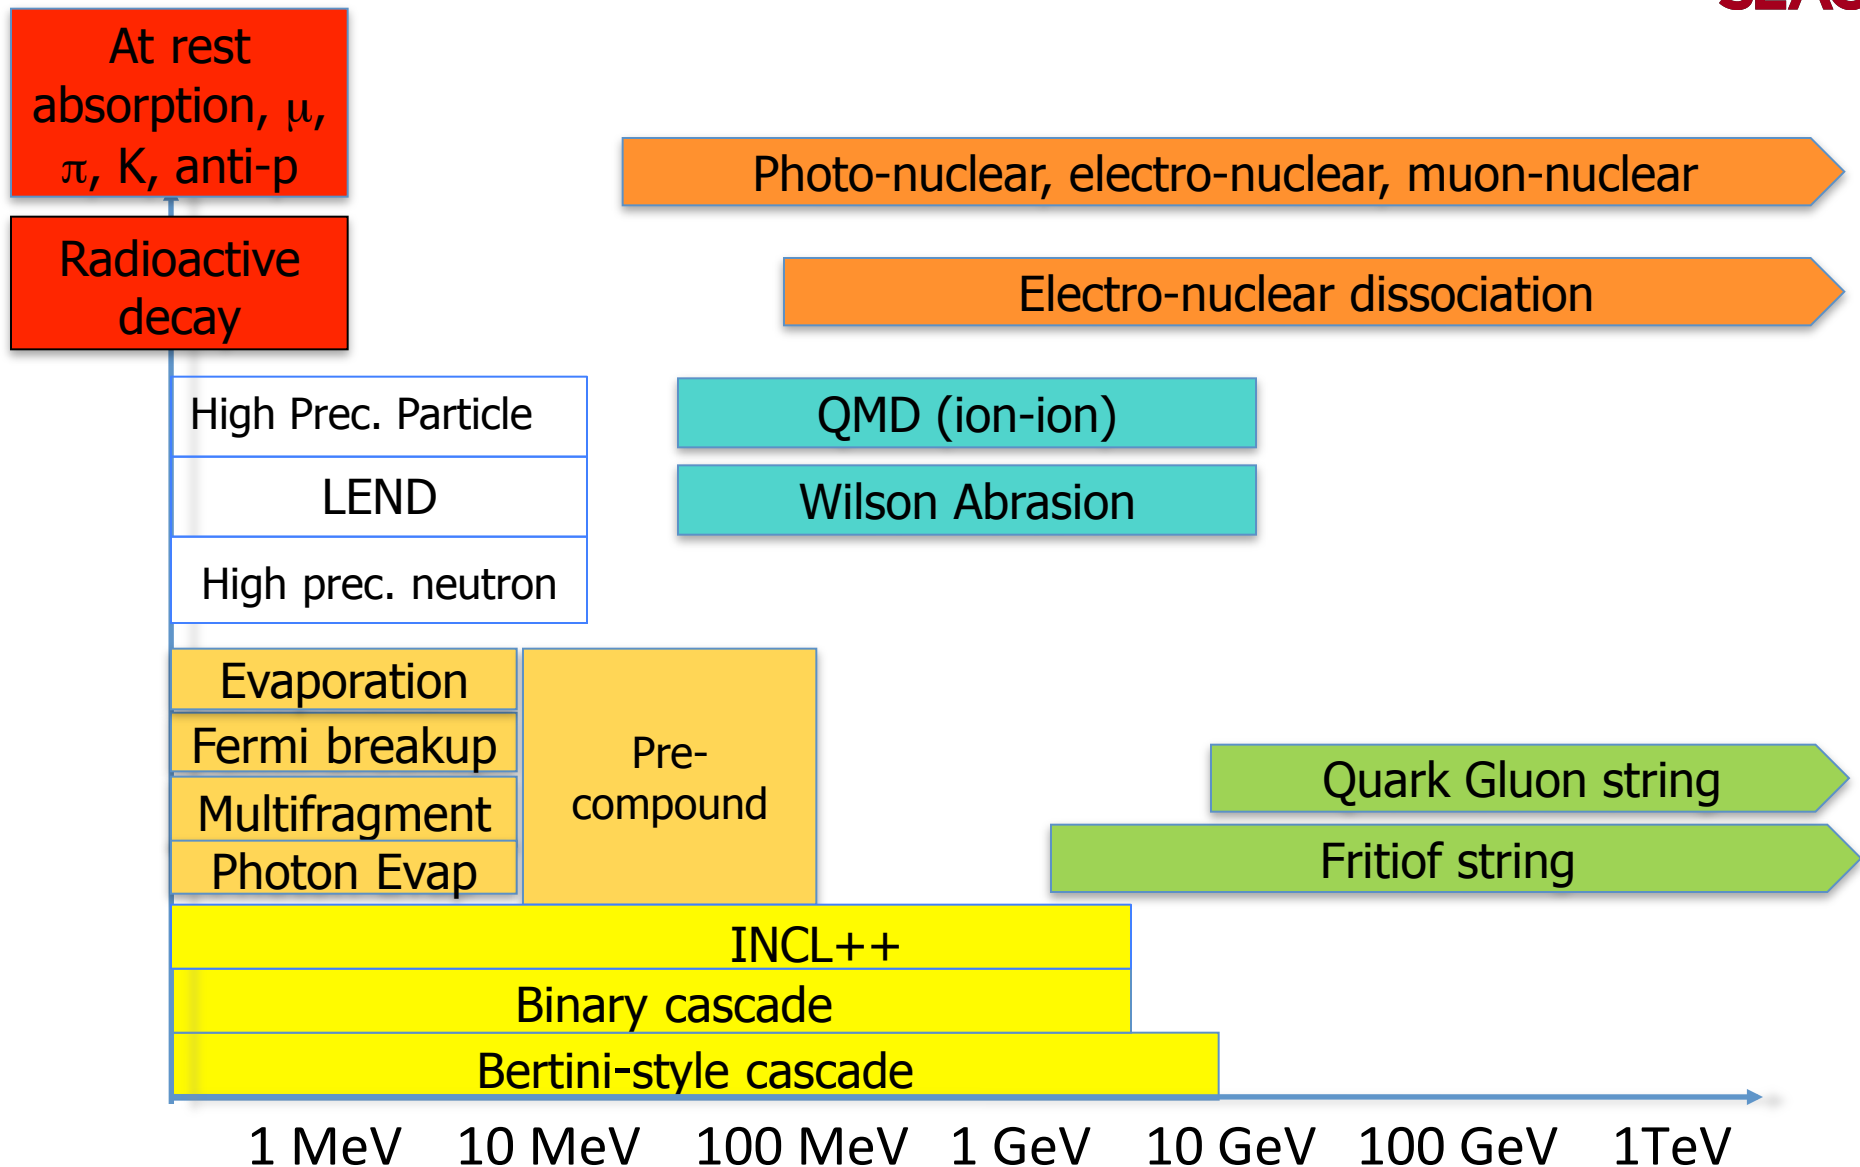 SLAC
At rest
absorption, μ,
π, K, anti-p
Photo-nuclear, electro-nuclear, muon-nuclear
Radioactive
decay
Electro-nuclear dissociation
High Prec. Particle
QMD (ion-ion)
LEND
Wilson Abrasion
High prec. neutron
Evaporation
Fermi breakup
Multifragment
Photon Evap
Pre-
compound
Quark Gluon string
Fritiof string
INCL++
Binary cascade
Bertini-style cascade
1 MeV 10 MeV 100 MeV 1 GeV 10 GeV 100 GeV 1TeV